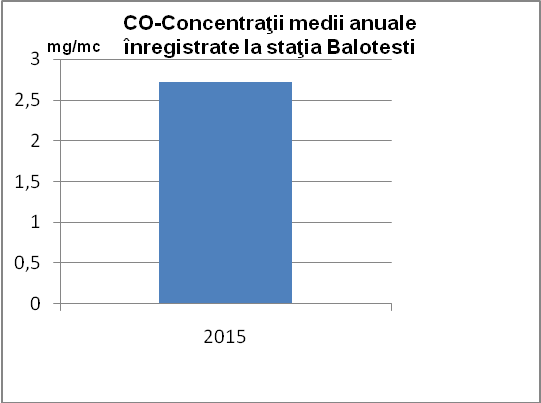 CO-Concentraţii medii anuale
înregistrate la staţia Balotesti
mg/mc
3
2,5
2
1,5
1
0,5
0
2015